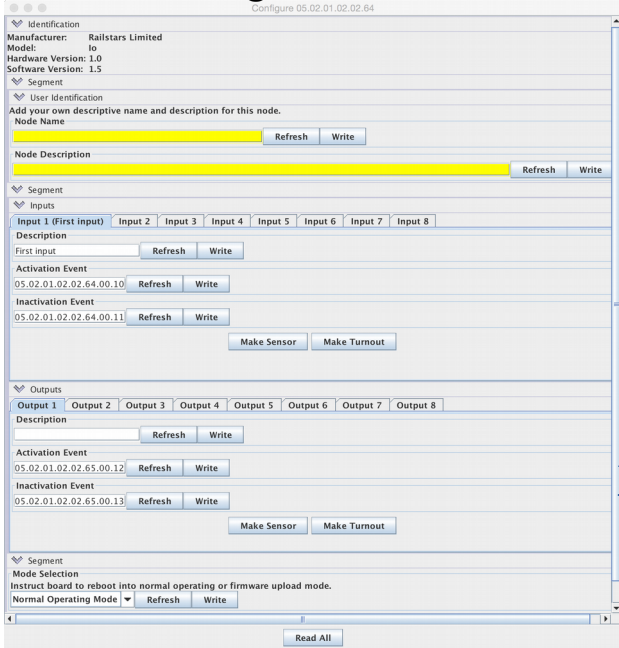 Configure 05.02.01.02.02.64
Identification
Manufacturer: Railstars Limited
Model: Io
Hardware Version: 1.0
Software Version: 1.5
Segment
User Identification
Add your own descriptive name and description for this node.
Node Name
Refresh Write
Node Description
Refresh Write
Segment
Inputs
Input 1 (First input) Input 2 Input 3 Input 4 Input 5 Input 6 Input 7 Input 8
Description
First input Refresh Write
Activation Event
05.02.01.02.02.64.00.10 Refresh Write
Inactivation Event
05.02.01.02.02.64.00.11 Refresh Write
Make Sensor Make Turnout
Outputs
Output 1 Output 2 Output 3 Output 4 Output 5 Output 6 Output 7 Output 8
Description
Refresh Write
Activation Event
05.02.01.02.02.65.00.12 Refresh Write
Inactivation Event
05.02.01.02.02.65.00.13 Refresh Write
Make Sensor Make Turnout
Segment
Mode Selection
Instruct board to reboot into normal operating or firmware upload mode.
Normal Operating Mode Refresh Write
Read All